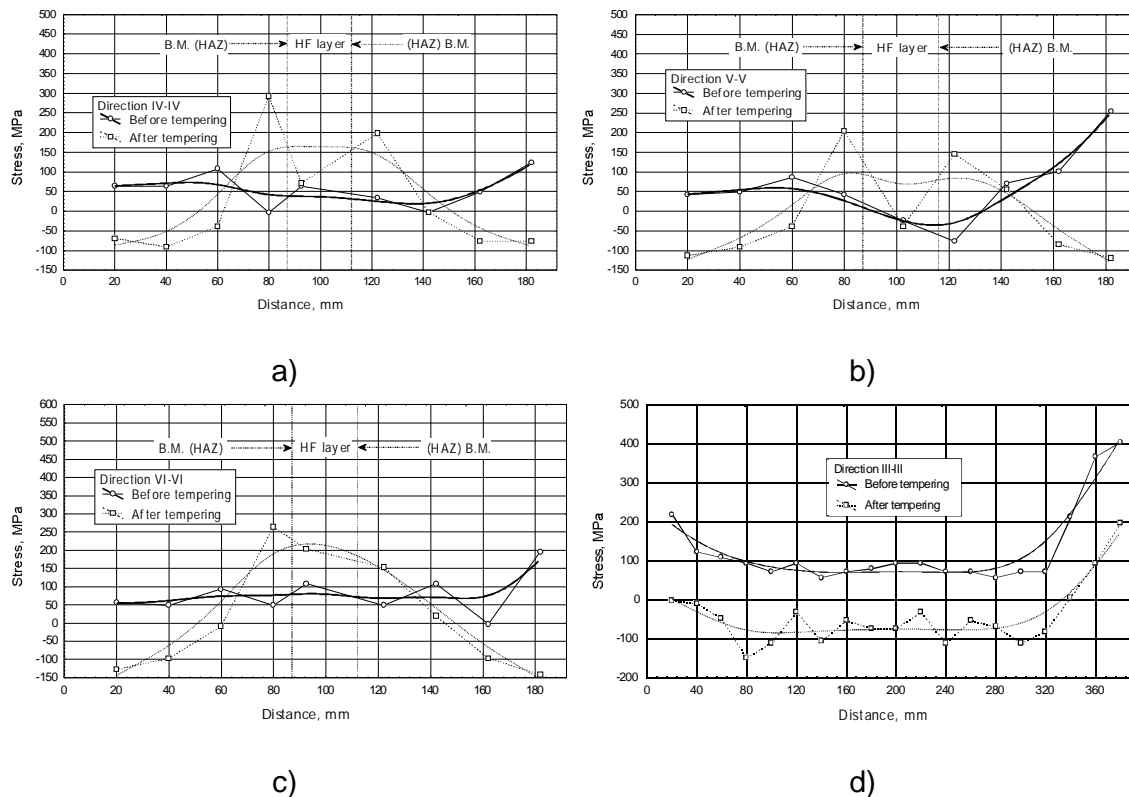 500
450
400
350
300
250
200
150
100
50
0
-50
-100
-150
Stress, MPa
B.M. (HAZ)
HF layer
(HAZ) B.M.
Direction IV-IV
Before tempering
After tempering
0 20 40 60 80 100 120 140 160 180
Distance, mm
a)
500
450
400
350
300
250
200
150
100
50
0
-50
-100
-150
Stress, MPa
B.M. (HAZ)
HF layer
(HAZ) B.M.
Direction V-V
Before tempering
After tempering
0 20 40 60 80 100 120 140 160 180
Distance, mm
b)
600
550
500
450
400
350
300
250
200
150
100
50
0
-50
-100
-150
Stress, MPa
B.M. (HAZ)
HF layer
(HAZ) B.M.
Direction VI-VI
Before tempering
After tempering
0 20 40 60 80 100 120 140 160 180
Distance, mm
c)
500
400
300
200
100
0
-100
-200
Stress, MPa
Direction III-III
Before tempering
After tempering
0 40 80 120 160 200 240 280 320 360
Distance, mm
d)